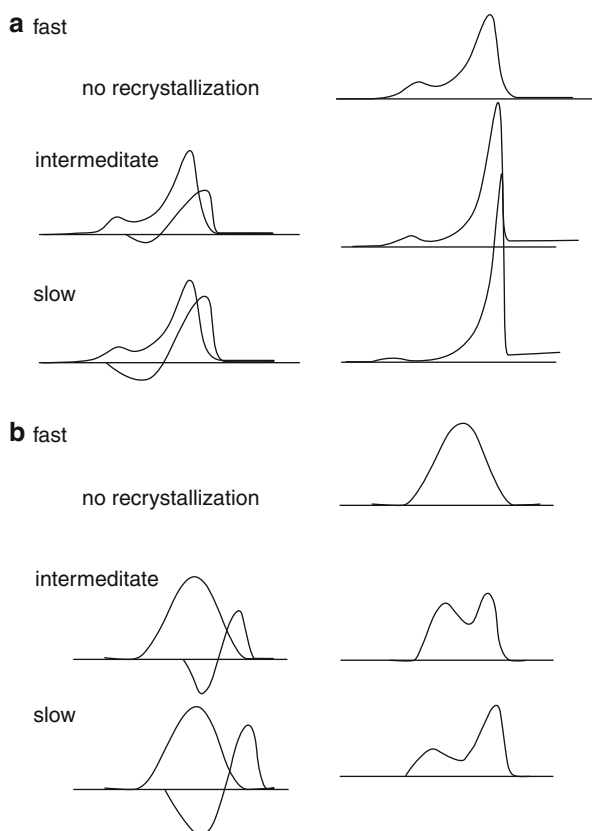 a fast
no recrystallization
intermeditate
slow
b fast
no recrystallization
intermeditate
slow